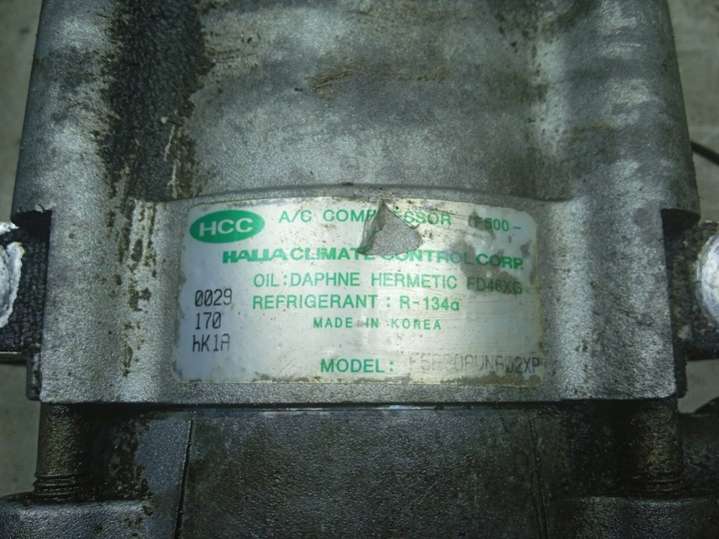 HCC
A/C COMPRESSOR F500-
HALLA CLIMATE CONTROL CORP.
OIL: DAPHNE HERMETIC FD46XG
REFRIGERANT: R-134a
0029
170
hK1A
MADE IN KOREA
MODEL: